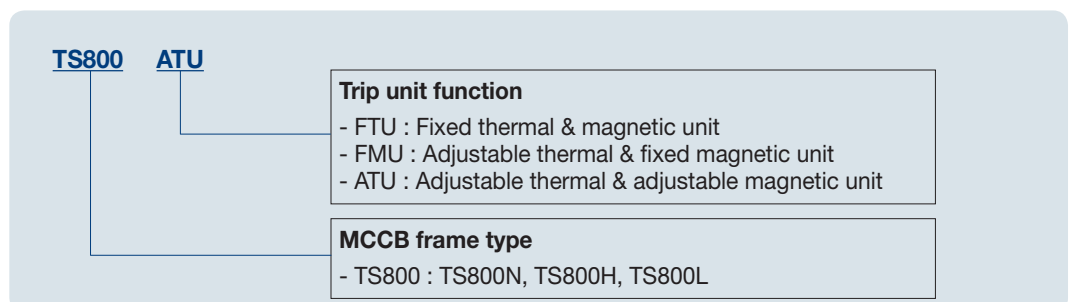 TS800 ATU
Trip unit function
- FTU : Fixed thermal & magnetic unit
- FMU : Adjustable thermal & fixed magnetic unit
- ATU : Adjustable thermal & adjustable magnetic unit
MCCB frame type
- TS800 : TS800N, TS800H, TS800L